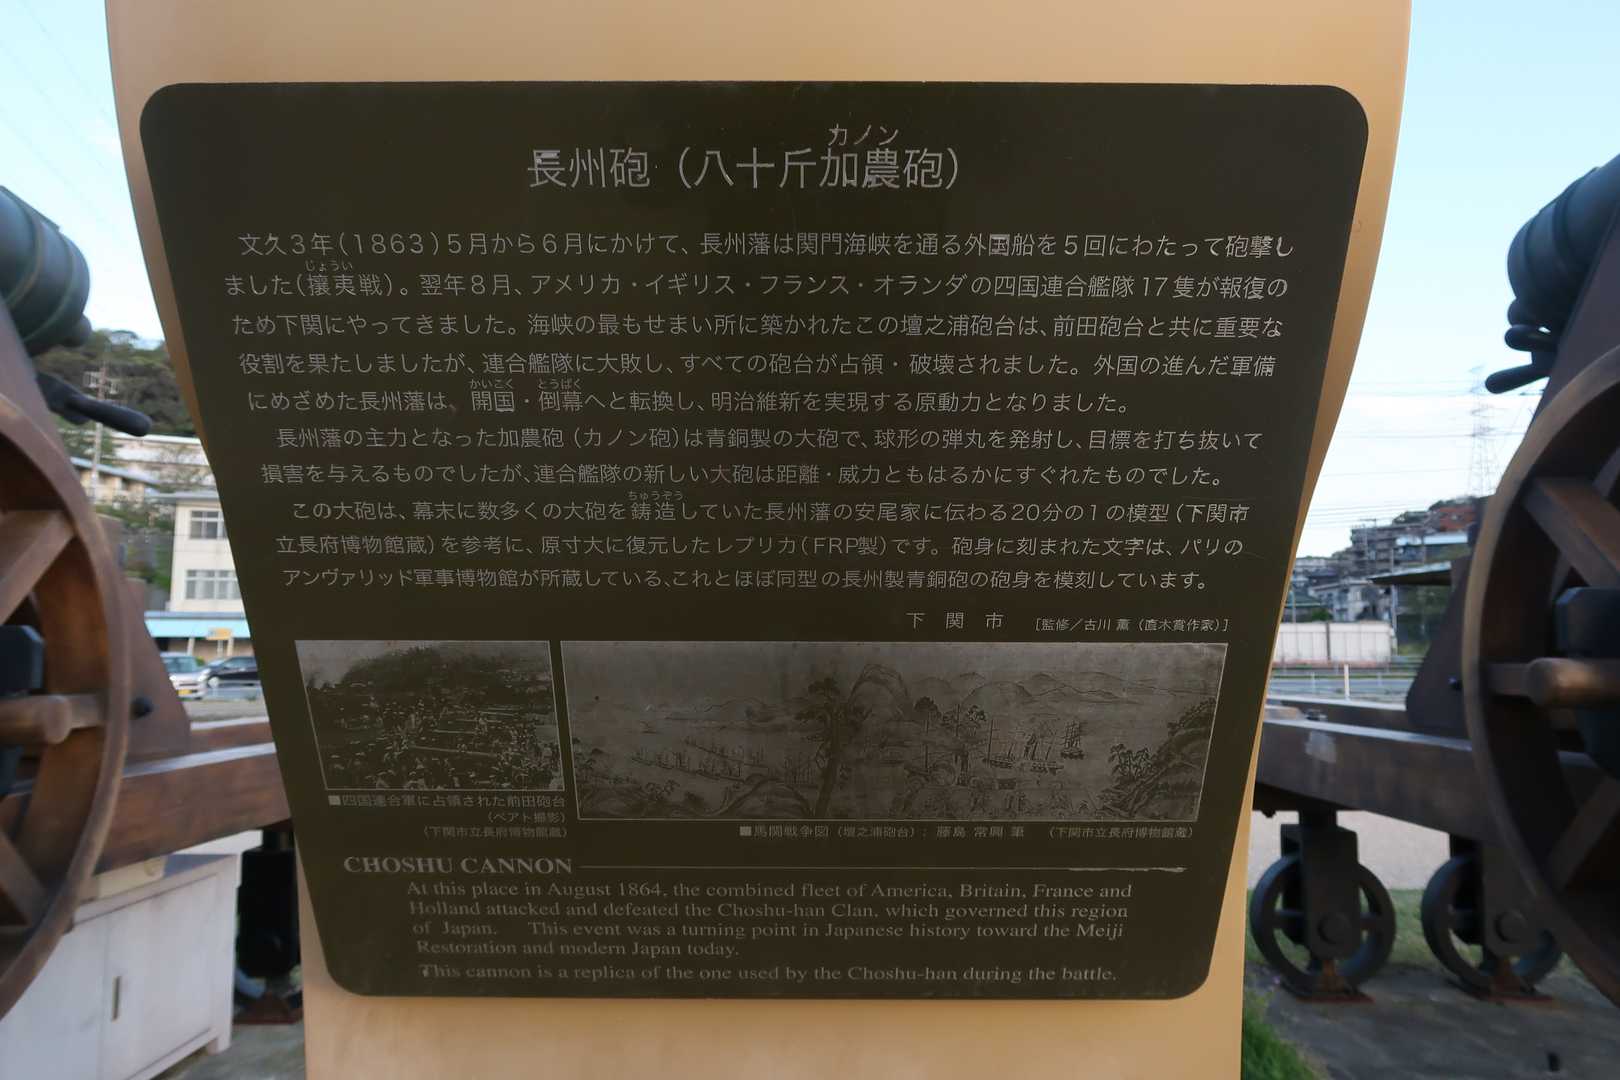 カノン
長州砲（八十斤加農砲）
文久3年（1863）5月から6月にかけて、長州藩は関門海峡を通る外国船を5回にわたって砲撃し
じょうい
ました（攘夷戦）。翌年8月、アメリカ・イギリス・フランス・オランダの四国連合艦隊17隻が報復の
ため下関にやってきました。海峡の最もせまい所に築かれたこの壇之浦砲台は、前田砲台と共に重要な
役割を果たしましたが、連合艦隊に大敗し、すべての砲台が占領・破壊されました。外国の進んだ軍備
かいこく とうばく
にめざめた長州藩は、開国・倒幕へと転換し、明治維新を実現する原動力となりました。
長州藩の主力となった加農砲（カノン砲）は青銅製の大砲で、球形の弾丸を発射し、目標を打ち抜いて
損害を与えるものでしたが、連合艦隊の新しい大砲は距離・威力ともはるかにすぐれたものでした。
ちゅうぞう
この大砲は、幕末に数多くの大砲を鋳造していた長州藩の安尾家に伝わる20分の1の模型（下関市
立長府博物館蔵）を参考に、原寸大に復元したレプリカ（FRP製）です。砲身に刻まれた文字は、パリの
アンヴァリッド軍事博物館が所蔵している、これとほぼ同型の長州製青銅砲の砲身を模刻しています。
下関市 ［監修／古川 薫（直木賞作家）］
■四国連合軍に占領された前田砲台
（ベアト撮影）
（下関市立長府博物館蔵）
■馬関戦争図（壇之浦砲台）；藤島 常興 筆 （下関市立長府博物館蔵）
CHOSHU CANNON
At this place in August 1864, the combined fleet of America, Britain, France and
Holland attacked and defeated the Choshu-han Clan, which governed this region
of Japan. This event was a turning point in Japanese history toward the Meiji
Restoration and modern Japan today.
This cannon is a replica of the one used by the Choshu-han during the battle.